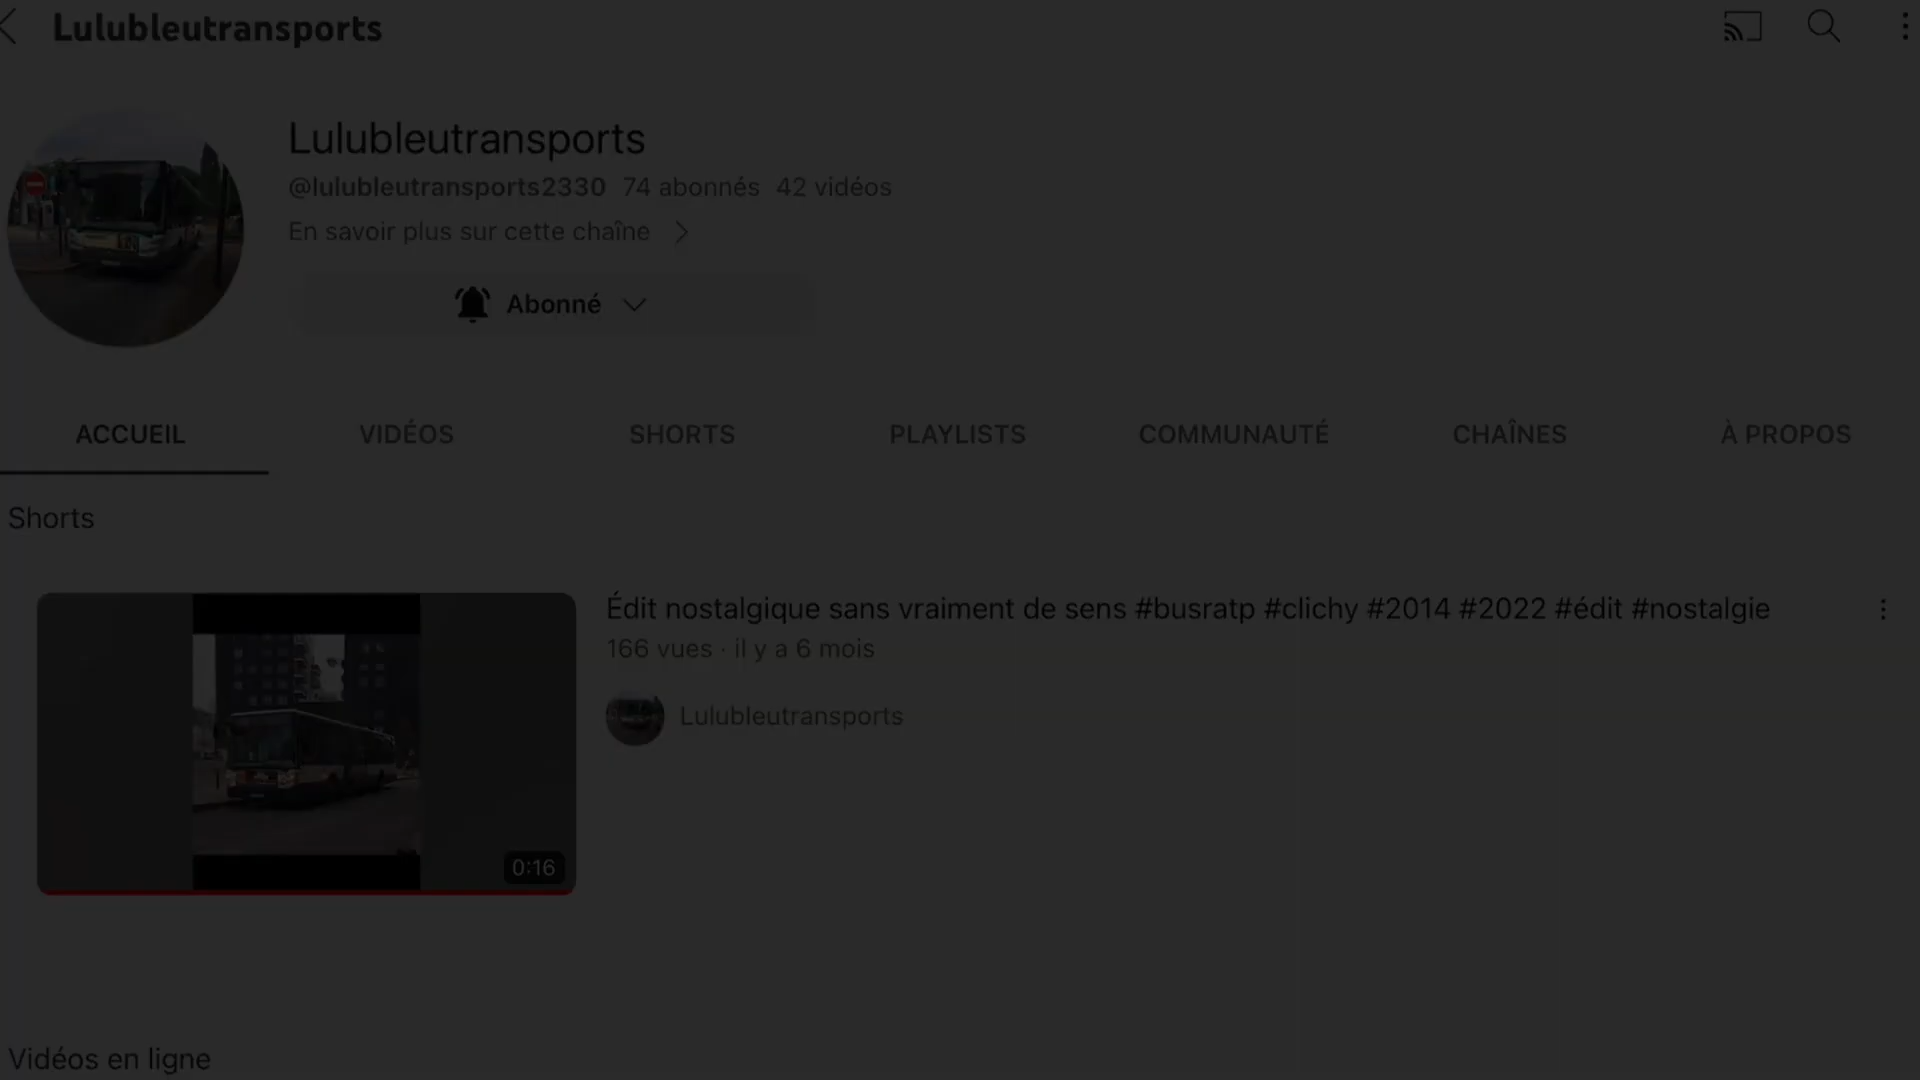 Lulubleutransports
Lulubleutransports
@lulubleutransports2330 74 abonnés 42 vidéos
En savoir plus sur cette chaîne
Abonné
ACCUEIL VIDÉOS SHORTS PLAYLISTS COMMUNAUTÉ CHAÎNES À PROPOS
Shorts
Édit nostalgique sans vraiment de sens #busratp #clichy #2014 #2022 #édit #nostalgie
166 vues · il y a 6 mois
Lulubleutransports
0:16
Vidéos en ligne